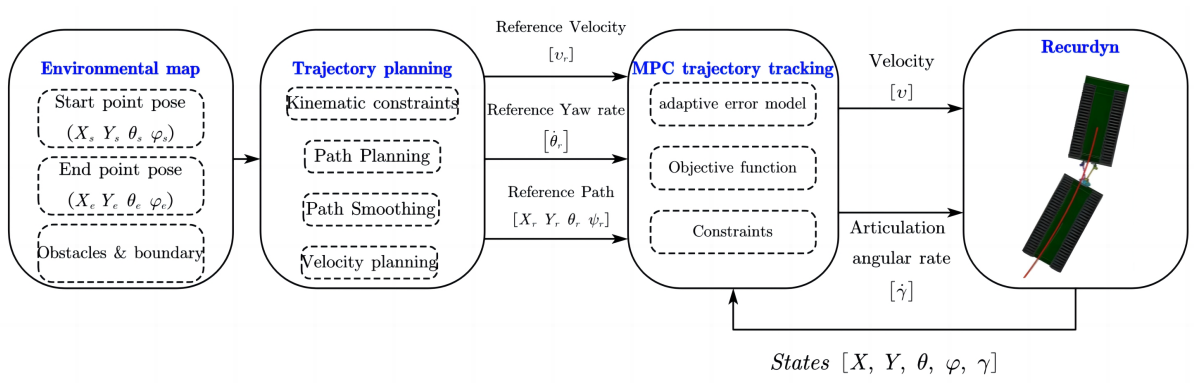 Environmental map
Start point pose
(X_s Y_s θ_s φ_s)
End point pose
(X_e Y_e θ_e φ_e)
Obstacles & boundary
Trajectory planning
Kinematic constraints
Path Planning
Path Smoothing
Velocity planning
Reference Velocity
[υ_r]
Reference Yaw rate
[θ̇_r]
Reference Path
[X_r Y_r θ_r ψ_r]
MPC trajectory tracking
adaptive error model
Objective function
Constraints
Velocity
[υ]
Articulation
angular rate
[γ̇]
Recurdyn
States [X, Y, θ, φ, γ]